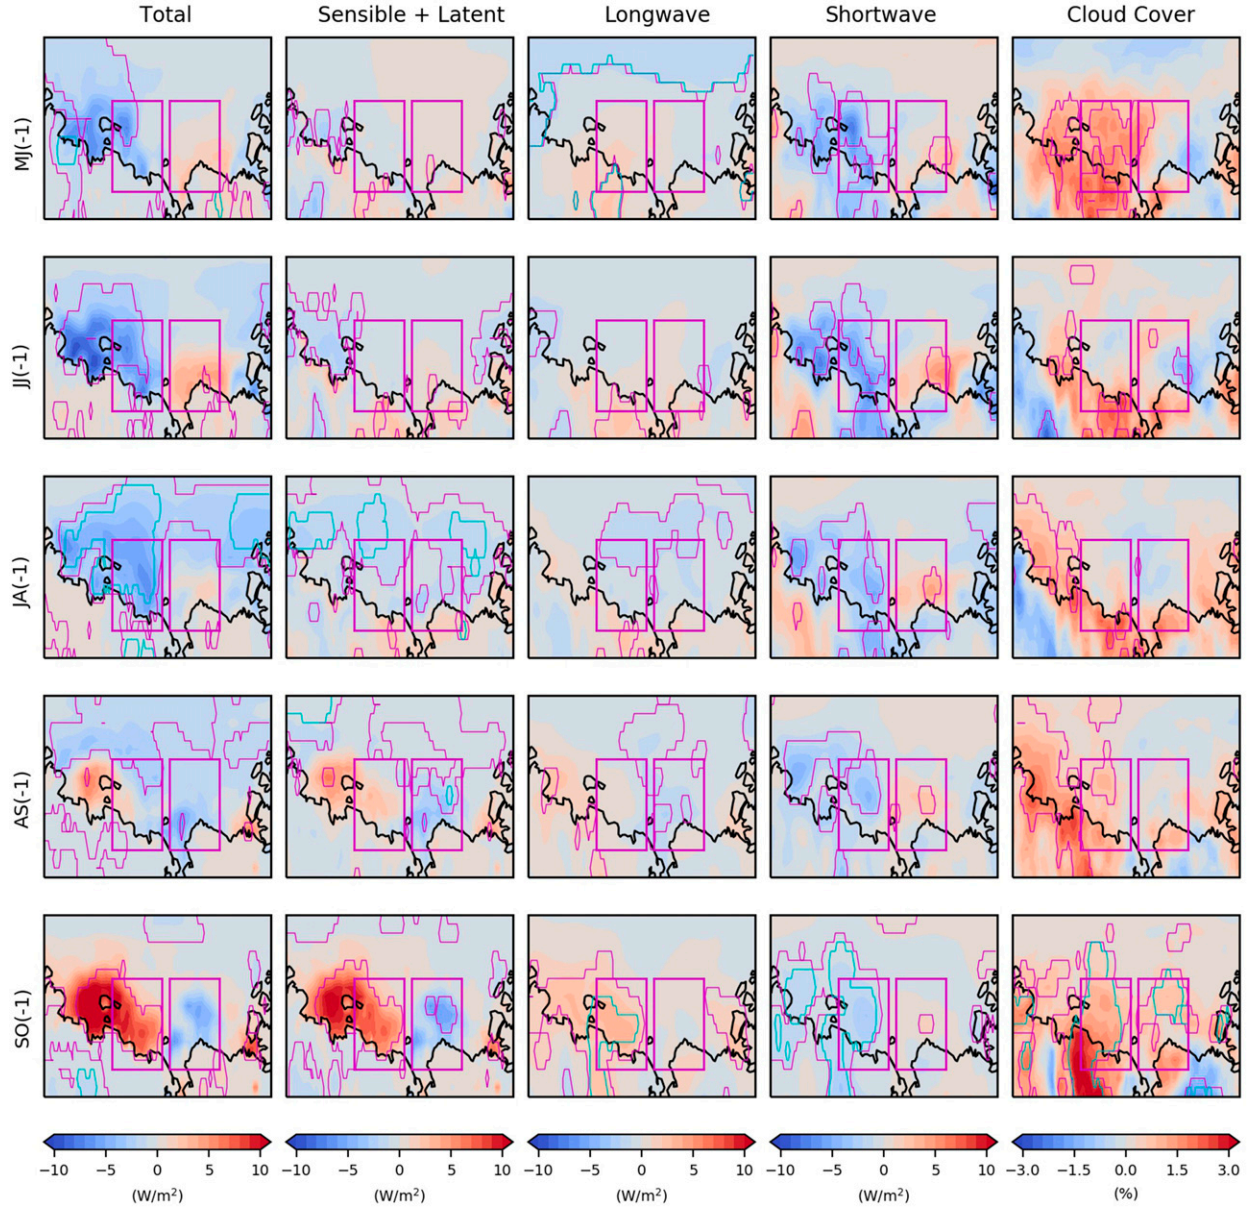 Total Sensible + Latent Longwave Shortwave Cloud Cover
MJ(-1)
JJ(-1)
JA(-1)
AS(-1)
SO(-1)
−10 −5 0 5 10 −10 −5 0 5 10 −10 −5 0 5 10 −10 −5 0 5 10 −3.0 −1.5 0.0 1.5 3.0
(W/m²) (W/m²) (W/m²) (W/m²) (%)